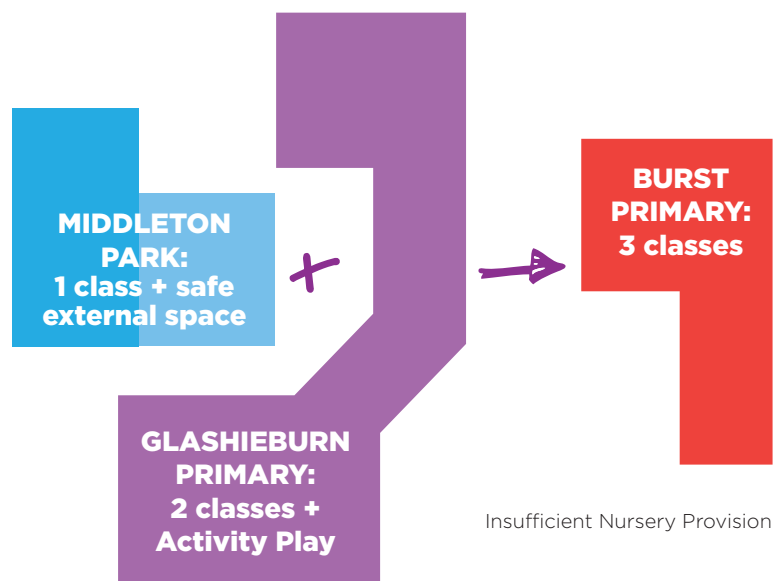 MIDDLETON
PARK:
1 class + safe
external space
+
BURST
PRIMARY:
3 classes
GLASHIEBURN
PRIMARY:
2 classes +
Activity Play
Insufficient Nursery Provision